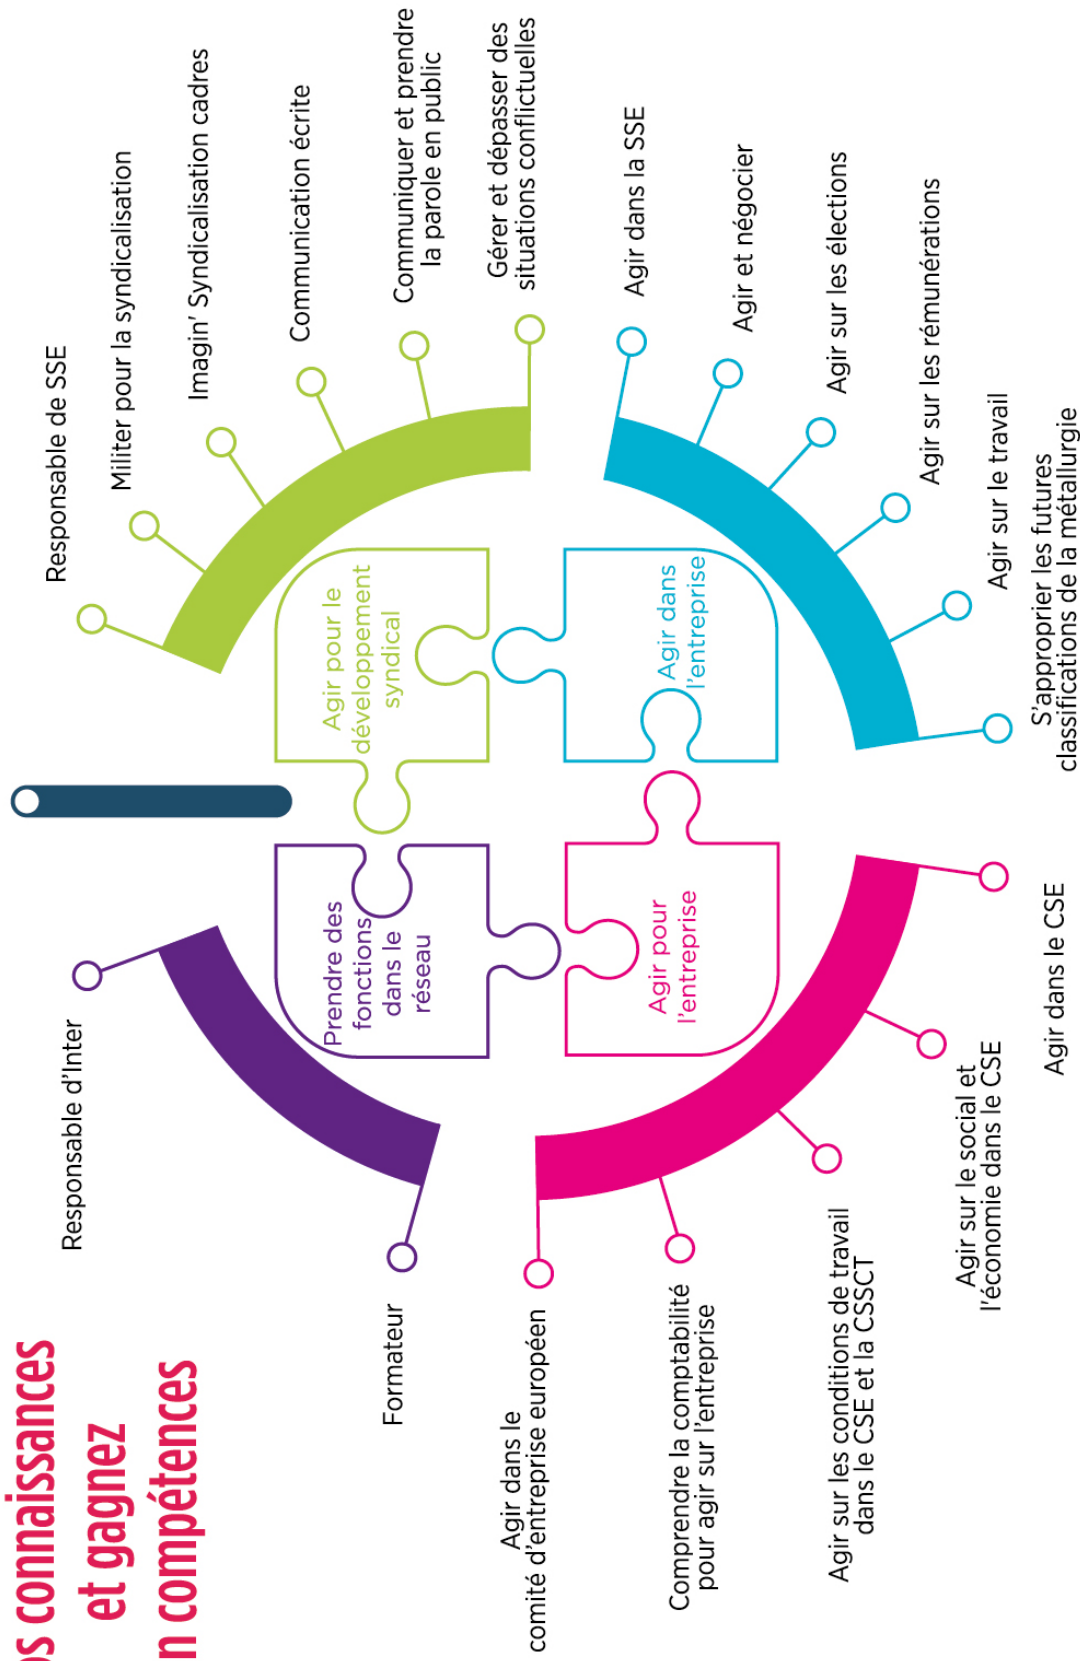 os connaissances
et gagnez
n compétences
Responsable d'Inter
Formateur
Prendre des
fonctions
dans le
réseau
Responsable de SSE
Militer pour la syndicalisation
Imagin' Syndicalisation cadres
Communication écrite
Communiquer et prendre
la parole en public
Gérer et dépasser des
situations conflictuelles
Agir pour le
développement
syndical
Agir dans le
comité d'entreprise européen
Comprendre la comptabilité
pour agir sur l'entreprise
Agir sur les conditions de travail
dans le CSE et la CSSCT
Agir sur le social et
l'économie dans le CSE
Agir dans le CSE
Agir pour
l'entreprise
Agir dans
l'entreprise
Agir dans la SSE
Agir et négocier
Agir sur les élections
Agir sur les rémunérations
Agir sur le travail
S'approprier les futures
classifications de la métallurgie